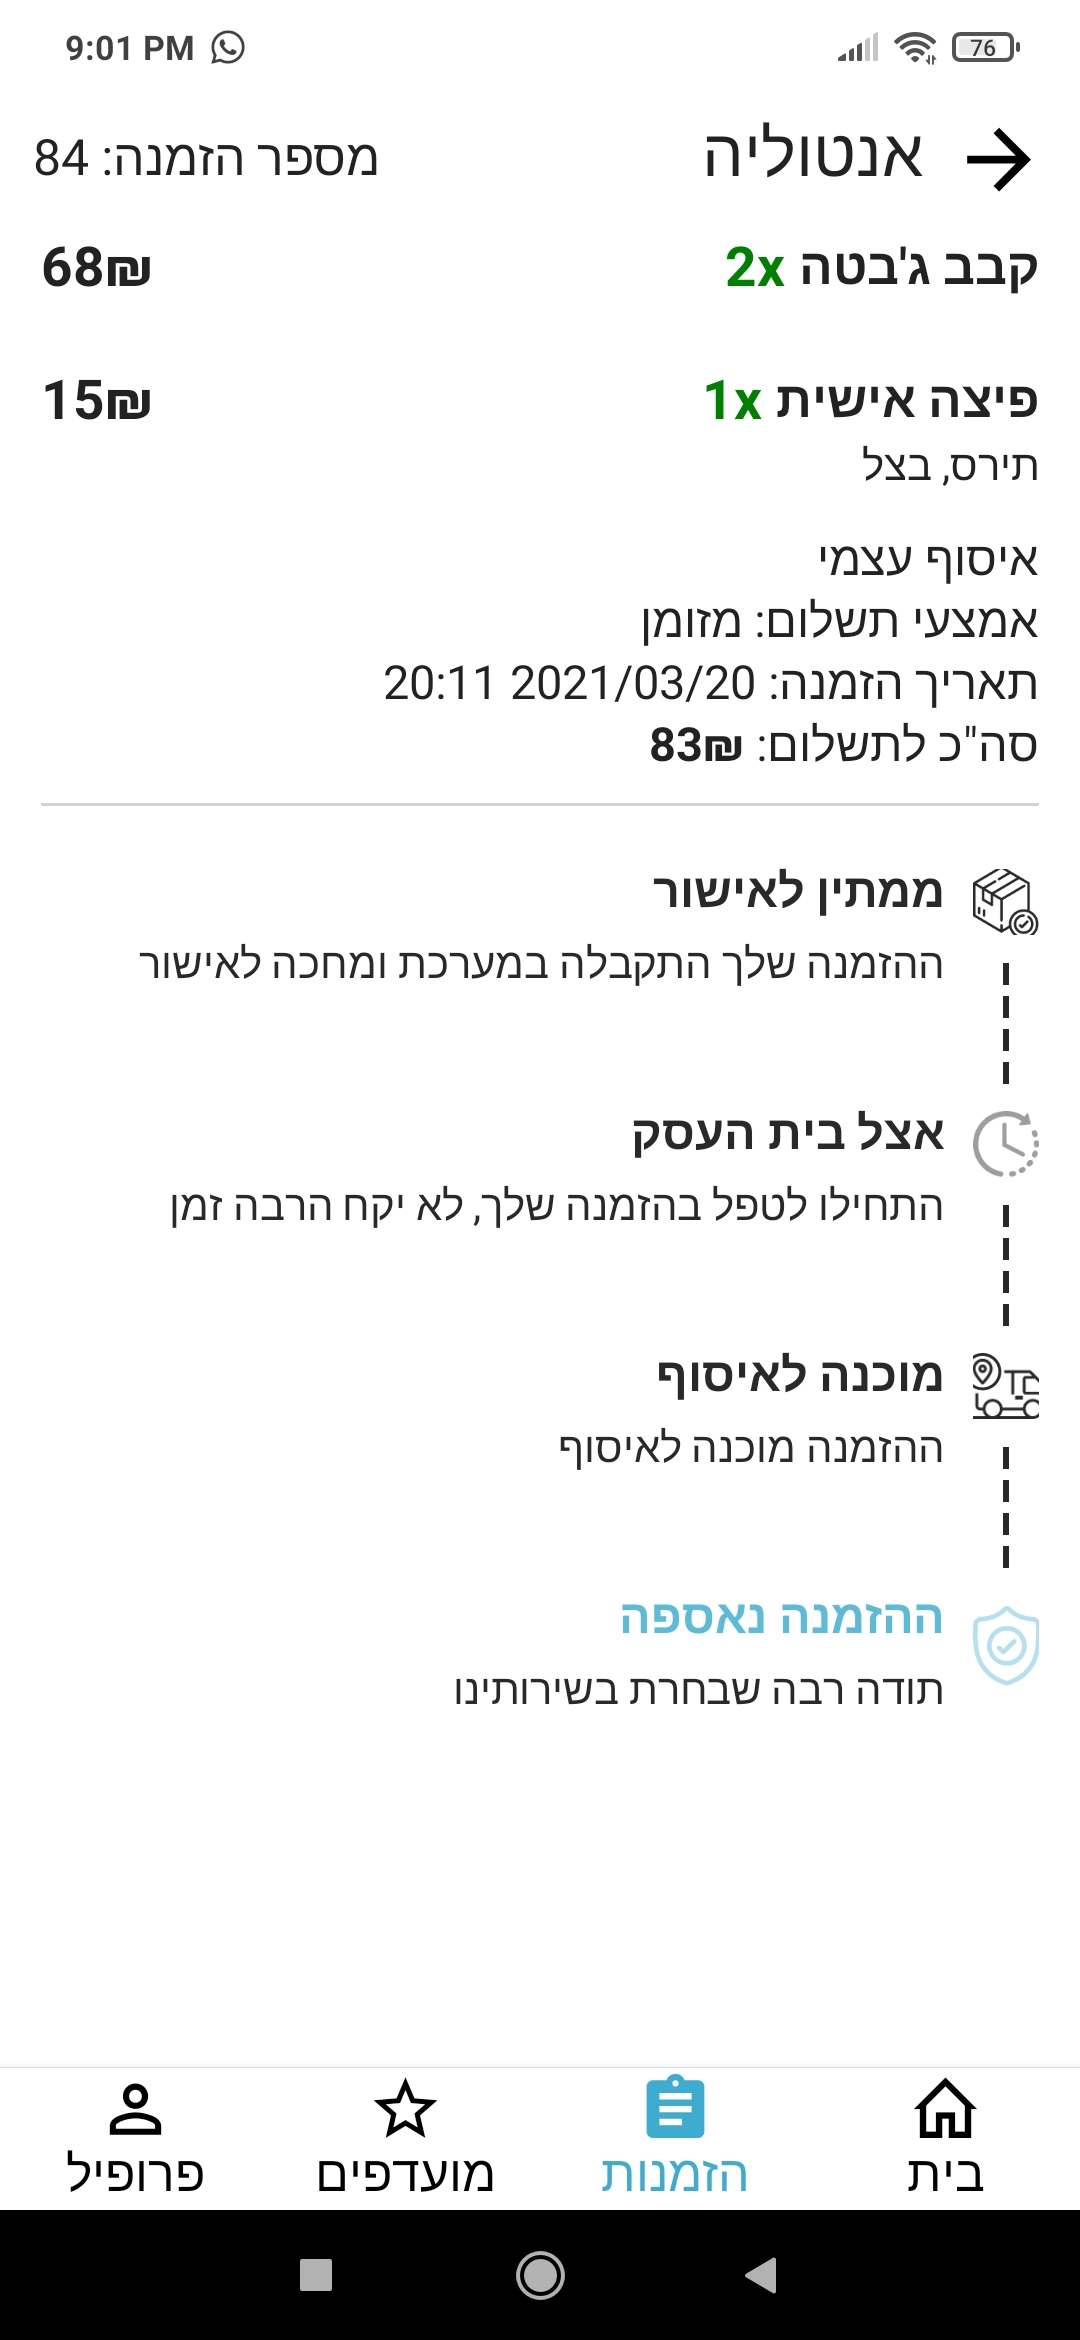 9:01 PM 76
אנטוליה מספר הזמנה: 84
קבב ג'בטה 2x ₪68
פיצה אישית 1x ₪15
תירס, בצל
איסוף עצמי
אמצעי תשלום: מזומן
תאריך הזמנה: 2021/03/20 20:11
סה"כ לתשלום: ₪83
ממתין לאישור
ההזמנה שלך התקבלה במערכת ומחכה לאישור
אצל בית העסק
התחילו לטפל בהזמנה שלך, לא יקח הרבה זמן
מוכנה לאיסוף
ההזמנה מוכנה לאיסוף
ההזמנה נאספה
תודה רבה שבחרת בשירותינו
בית הזמנות מועדפים פרופיל